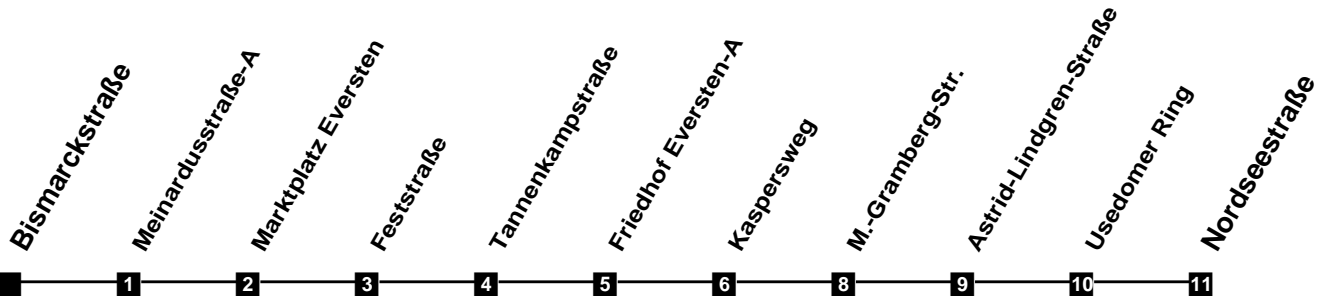 Bismarckstraße
Meinardusstraße-A
Marktplatz Eversten
Feststraße
Tannenkampstraße
Friedhof Eversten-A
Kaspersweg
M.-Gramberg-Str.
Astrid-Lindgren-Straße
Usedomer Ring
Nordseestraße
1 2 3 4 5 6 8 9 10 11